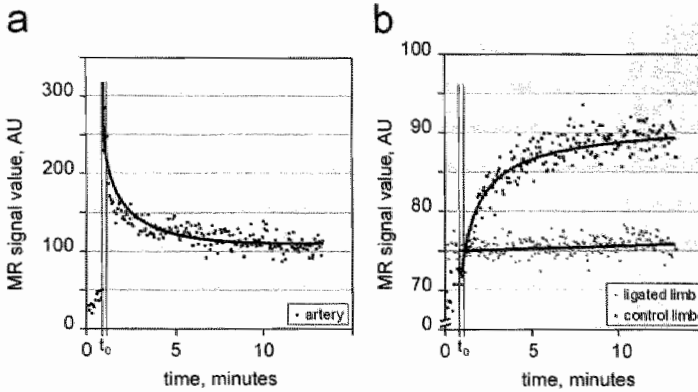 a
MR signal value, AU
300
200
100
0
0
t₀
5
10
artery
time, minutes
b
MR signal value, AU
100
90
80
70
0
0
t₀
5
10
ligated limb
control limb
time, minutes